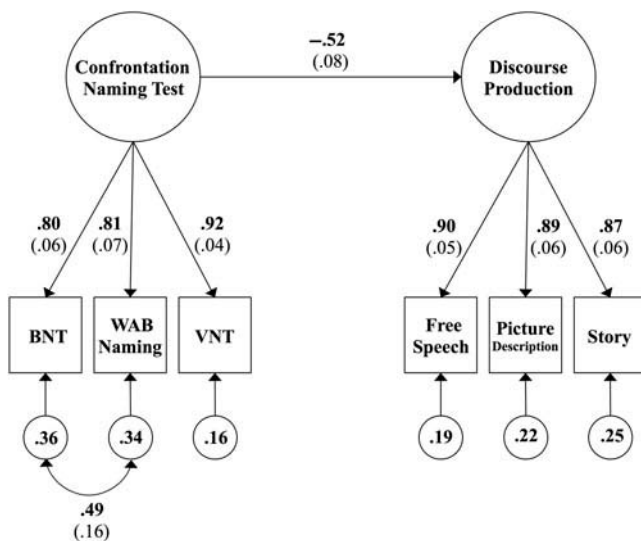 –.52
(.08)
Confrontation
Naming Test
Discourse
Production
.80
(.06)
.81
(.07)
.92
(.04)
.90
(.05)
.89
(.06)
.87
(.06)
BNT
WAB
Naming
VNT
Free
Speech
Picture
Description
Story
.36
.34
.16
.19
.22
.25
.49
(.16)